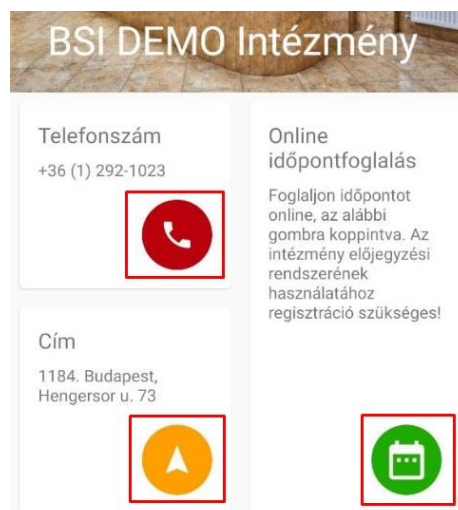 BSI DEMO Intézmény
Telefonszám
+36 (1) 292-1023
Cím
1184. Budapest,
Hengersor u. 73
Online
időpontfoglalás
Foglaljon időpontot
online, az alábbi
gombra koppintva. Az
intézmény előjegyzési
rendszerének
használatához
regisztráció szükséges!